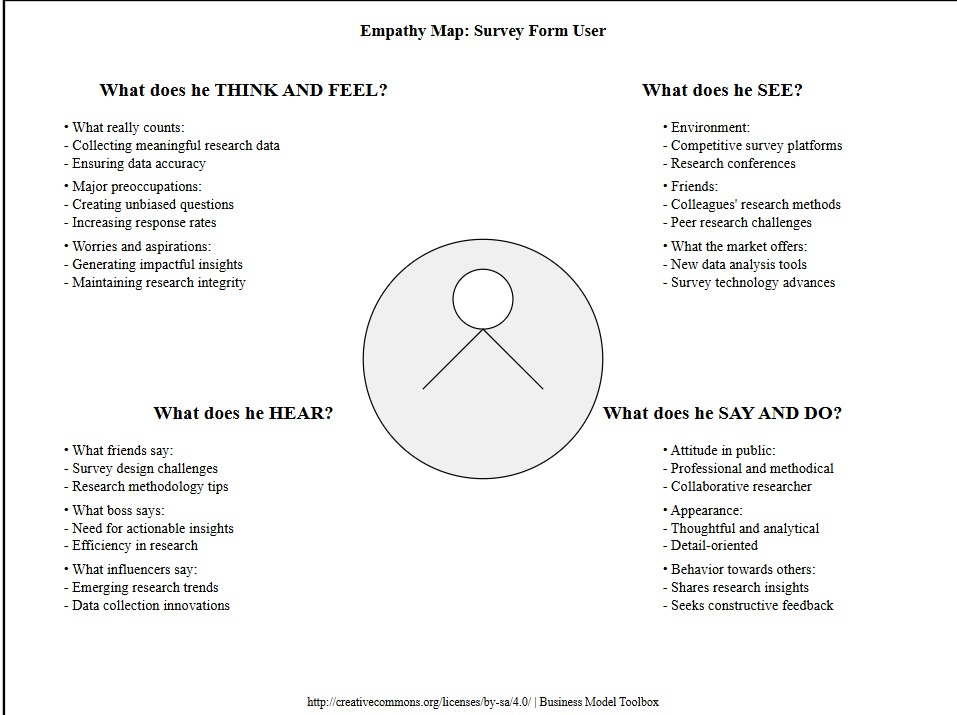 Empathy Map: Survey Form User
What does he THINK AND FEEL?
• What really counts:
- Collecting meaningful research data
- Ensuring data accuracy
• Major preoccupations:
- Creating unbiased questions
- Increasing response rates
• Worries and aspirations:
- Generating impactful insights
- Maintaining research integrity
What does he SEE?
• Environment:
- Competitive survey platforms
- Research conferences
• Friends:
- Colleagues' research methods
- Peer research challenges
• What the market offers:
- New data analysis tools
- Survey technology advances
What does he HEAR?
• What friends say:
- Survey design challenges
- Research methodology tips
• What boss says:
- Need for actionable insights
- Efficiency in research
• What influencers say:
- Emerging research trends
- Data collection innovations
What does he SAY AND DO?
• Attitude in public:
- Professional and methodical
- Collaborative researcher
• Appearance:
- Thoughtful and analytical
- Detail-oriented
• Behavior towards others:
- Shares research insights
- Seeks constructive feedback
http://creativecommons.org/licenses/by-sa/4.0/ | Business Model Toolbox